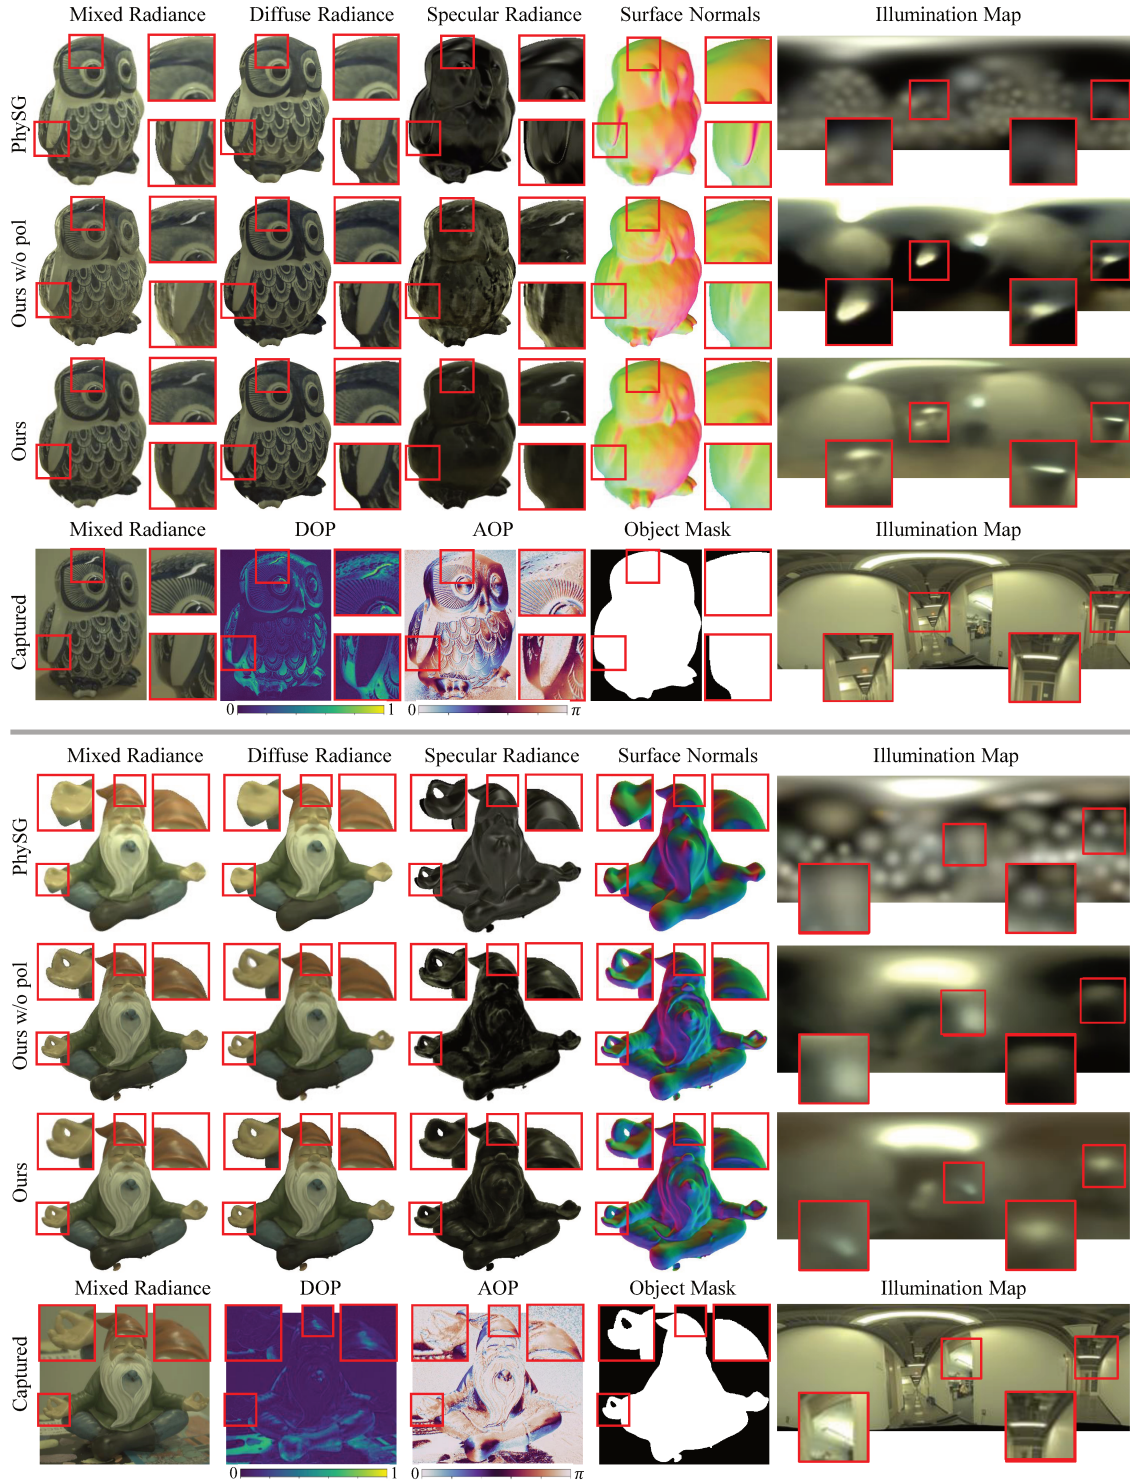 Mixed Radiance Diffuse Radiance Specular Radiance Surface Normals Illumination Map
PhySG
Ours w/o pol
Ours
Mixed Radiance DOP AOP Object Mask Illumination Map
Captured
0 1 0 π
Mixed Radiance Diffuse Radiance Specular Radiance Surface Normals Illumination Map
PhySG
Ours w/o pol
Ours
Mixed Radiance DOP AOP Object Mask Illumination Map
Captured
0 1 0 π